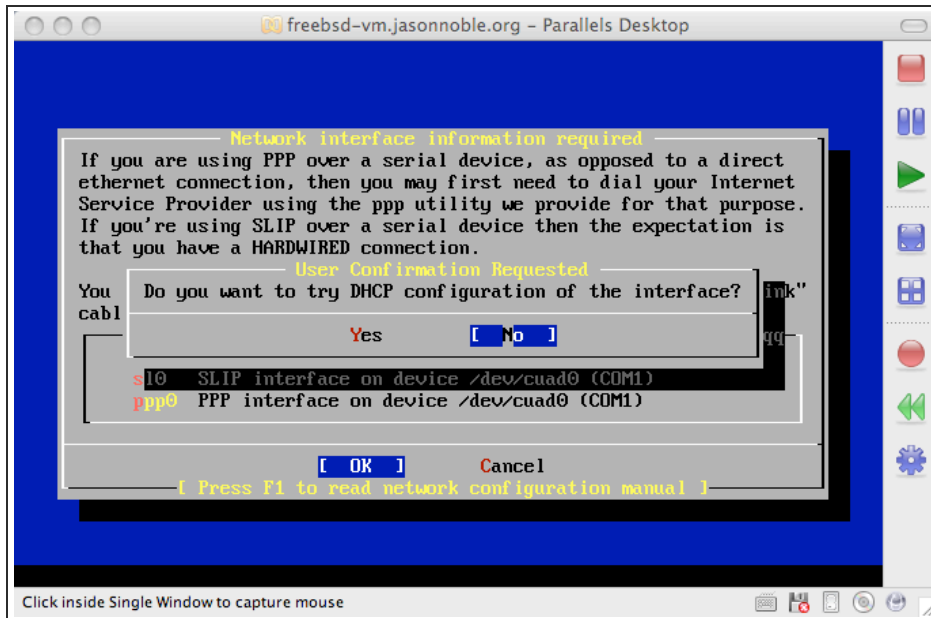 freebsd-vm.jasonnoble.org - Parallels Desktop
Network interface information required
If you are using PPP over a serial device, as opposed to a direct
ethernet connection, then you may first need to dial your Internet
Service Provider using the ppp utility we provide for that purpose.
If you're using SLIP over a serial device then the expectation is
that you have a HARDWIRED connection.
User Confirmation Requested
You Do you want to try DHCP configuration of the interface? ink"
cabl
Yes [ No ] qq
sl0 SLIP interface on device /dev/cuad0 (COM1)
ppp0 PPP interface on device /dev/cuad0 (COM1)
[ OK ] Cancel
[ Press F1 to read network configuration manual ]
Click inside Single Window to capture mouse